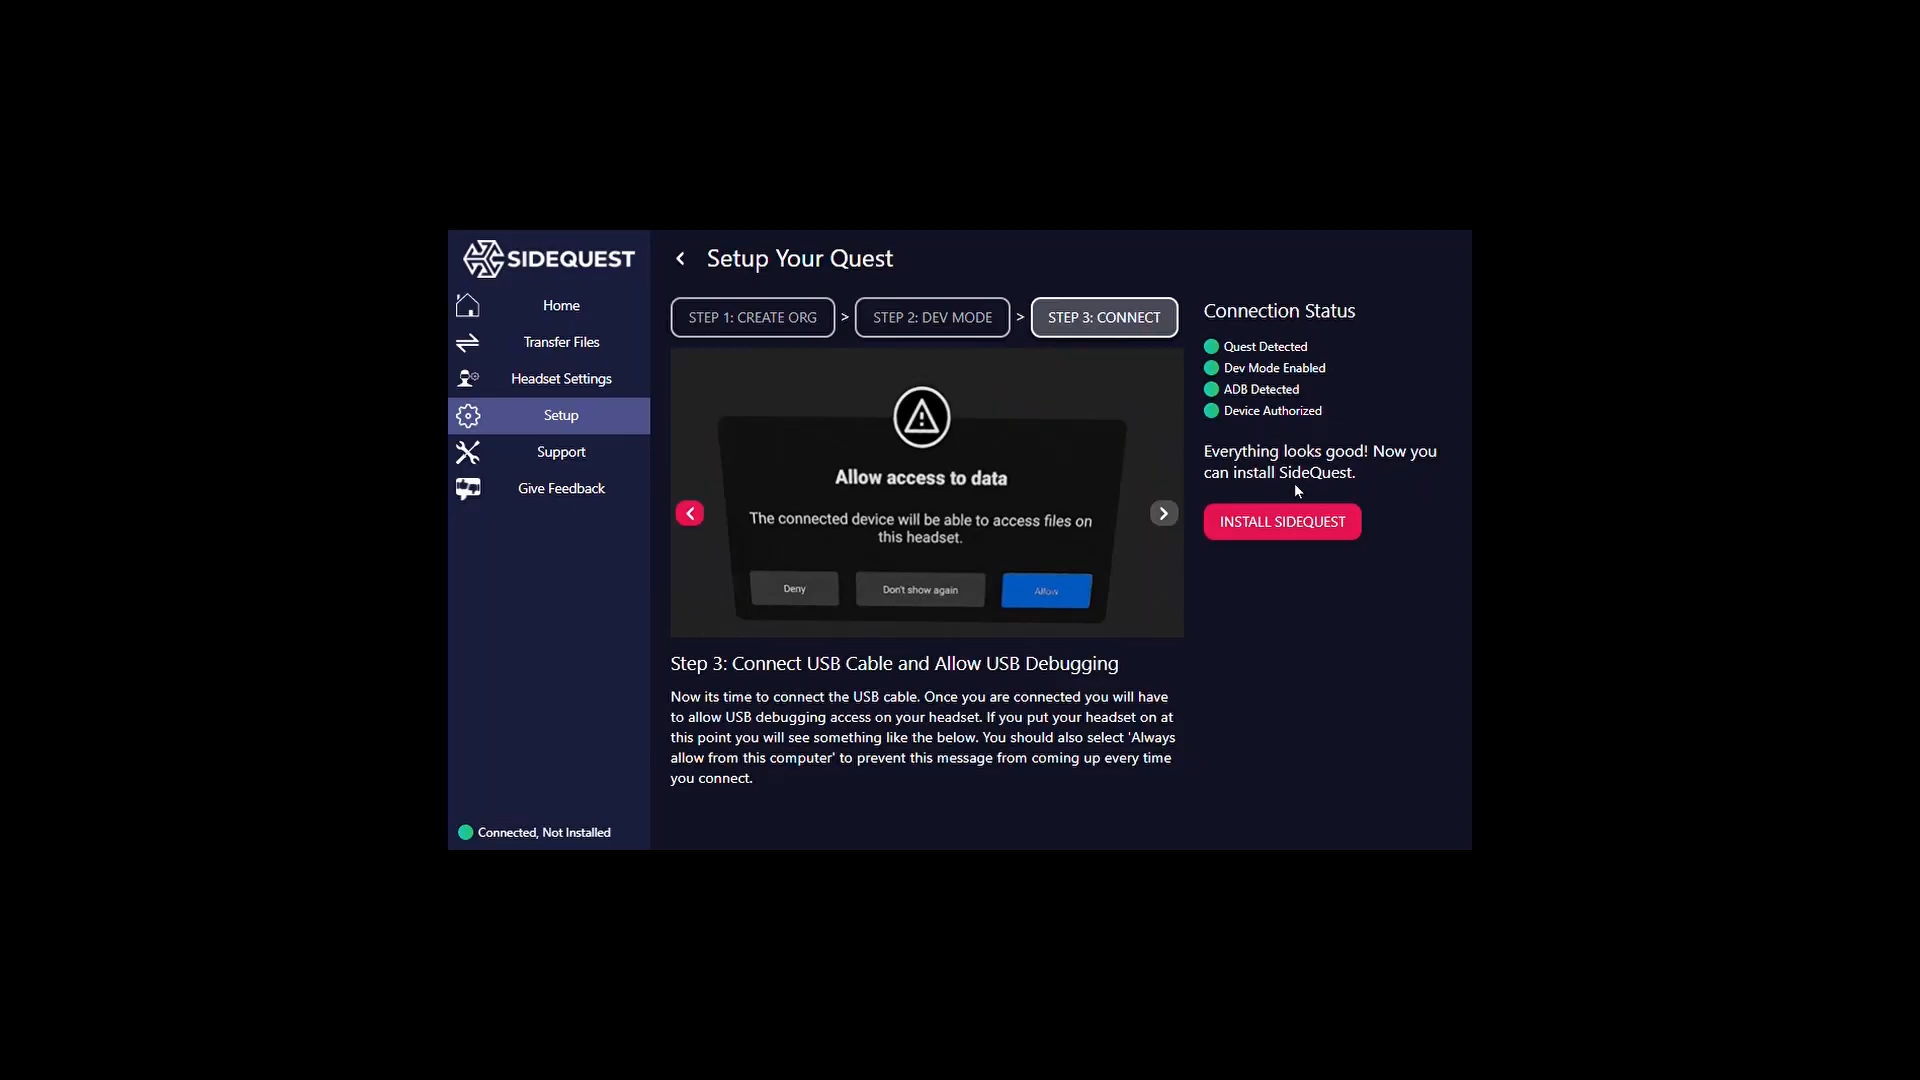 SIDEQUEST
Home
Transfer Files
Headset Settings
Setup
Support
Give Feedback
Connected, Not Installed
Setup Your Quest
STEP 1: CREATE ORG > STEP 2: DEV MODE > STEP 3: CONNECT
Allow access to data
The connected device will be able to access files on
this headset.
Deny
Don't show again
Allow
Step 3: Connect USB Cable and Allow USB Debugging
Now its time to connect the USB cable. Once you are connected you will have
to allow USB debugging access on your headset. If you put your headset on at
this point you will see something like the below. You should also select 'Always
allow from this computer' to prevent this message from coming up every time
you connect.
Connection Status
Quest Detected
Dev Mode Enabled
ADB Detected
Device Authorized
Everything looks good! Now you
can install SideQuest.
INSTALL SIDEQUEST